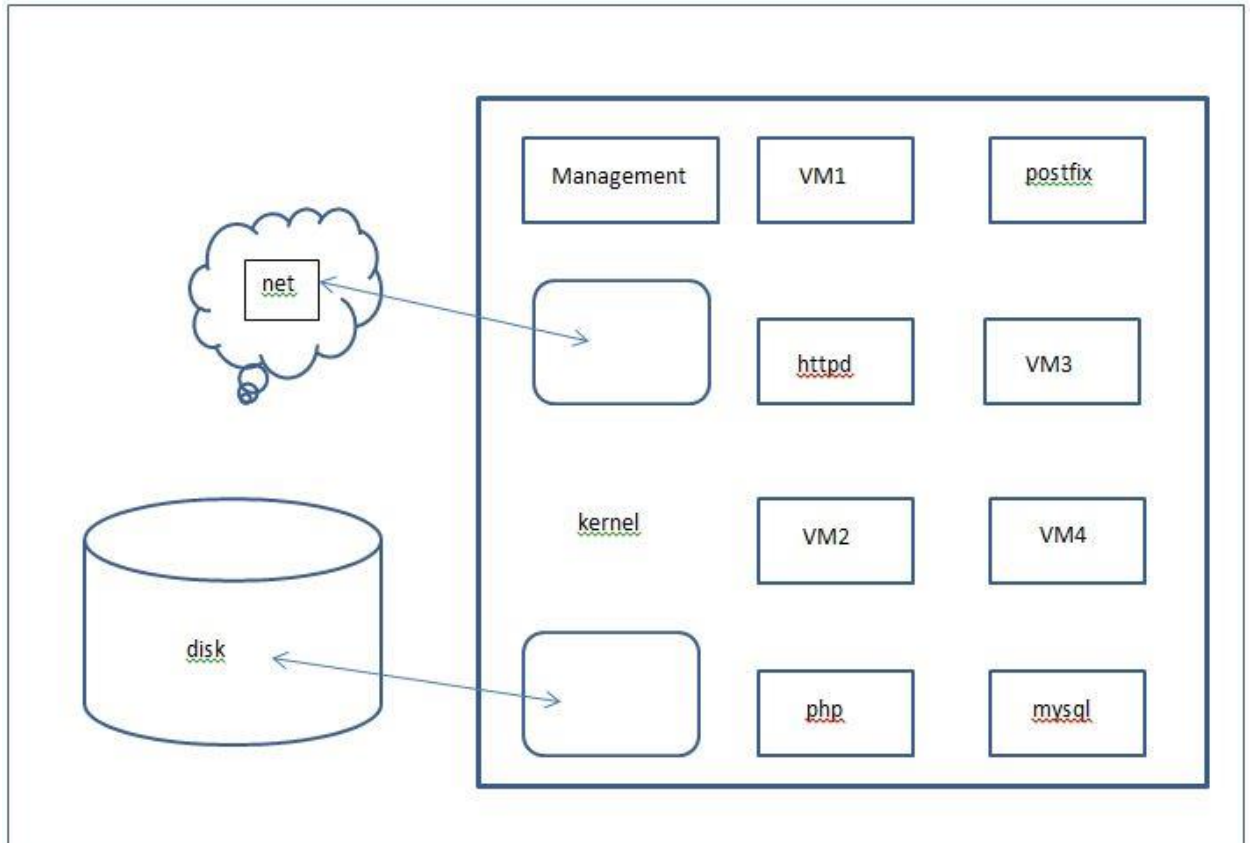 Management
VM1
postfix
net
httpd
VM3
kernel
VM2
VM4
disk
php
mysql